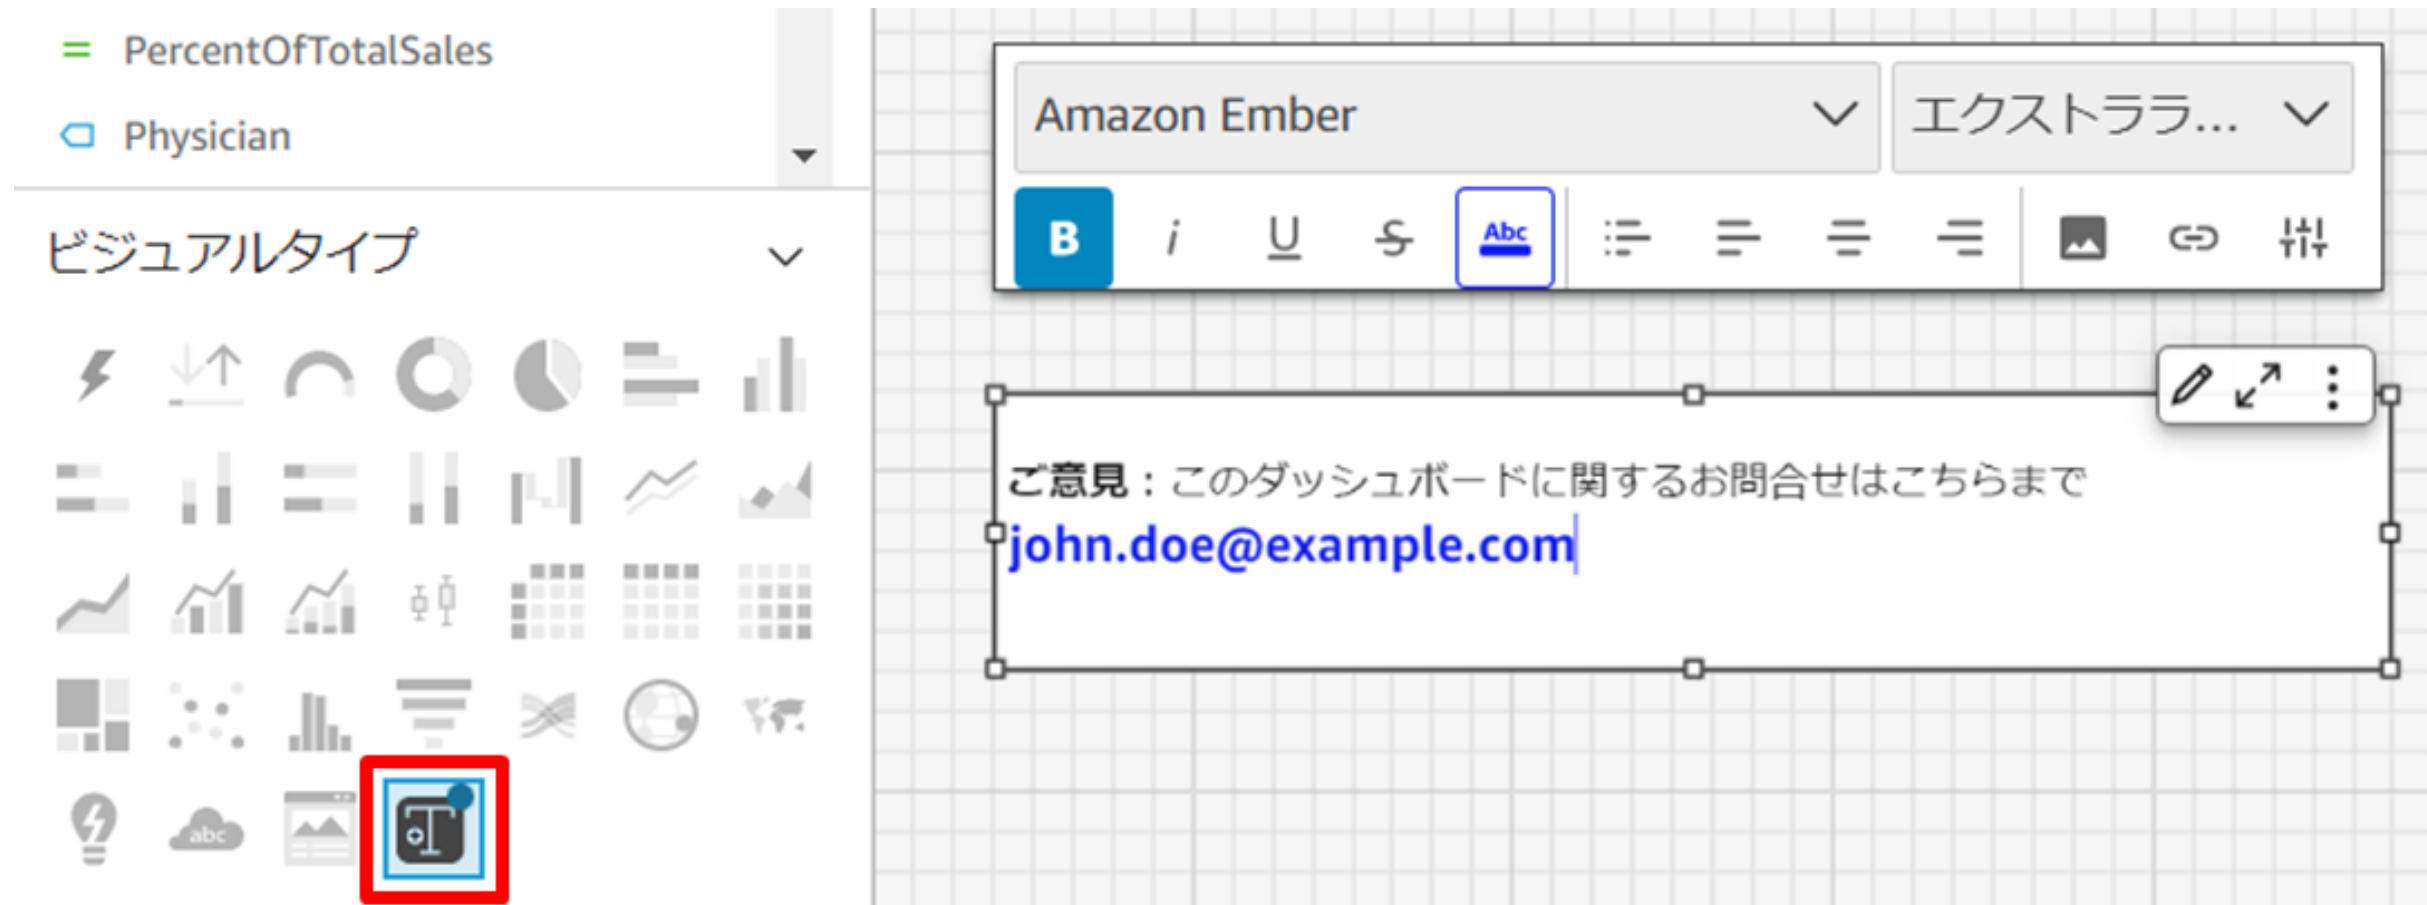 PercentOfTotalSales
Physician
ビジュアルタイプ
abc
Amazon Ember
エクストララ...
B i U S Abc
ご意見：このダッシュボードに関するお問合せはこちらまで
john.doe@example.com